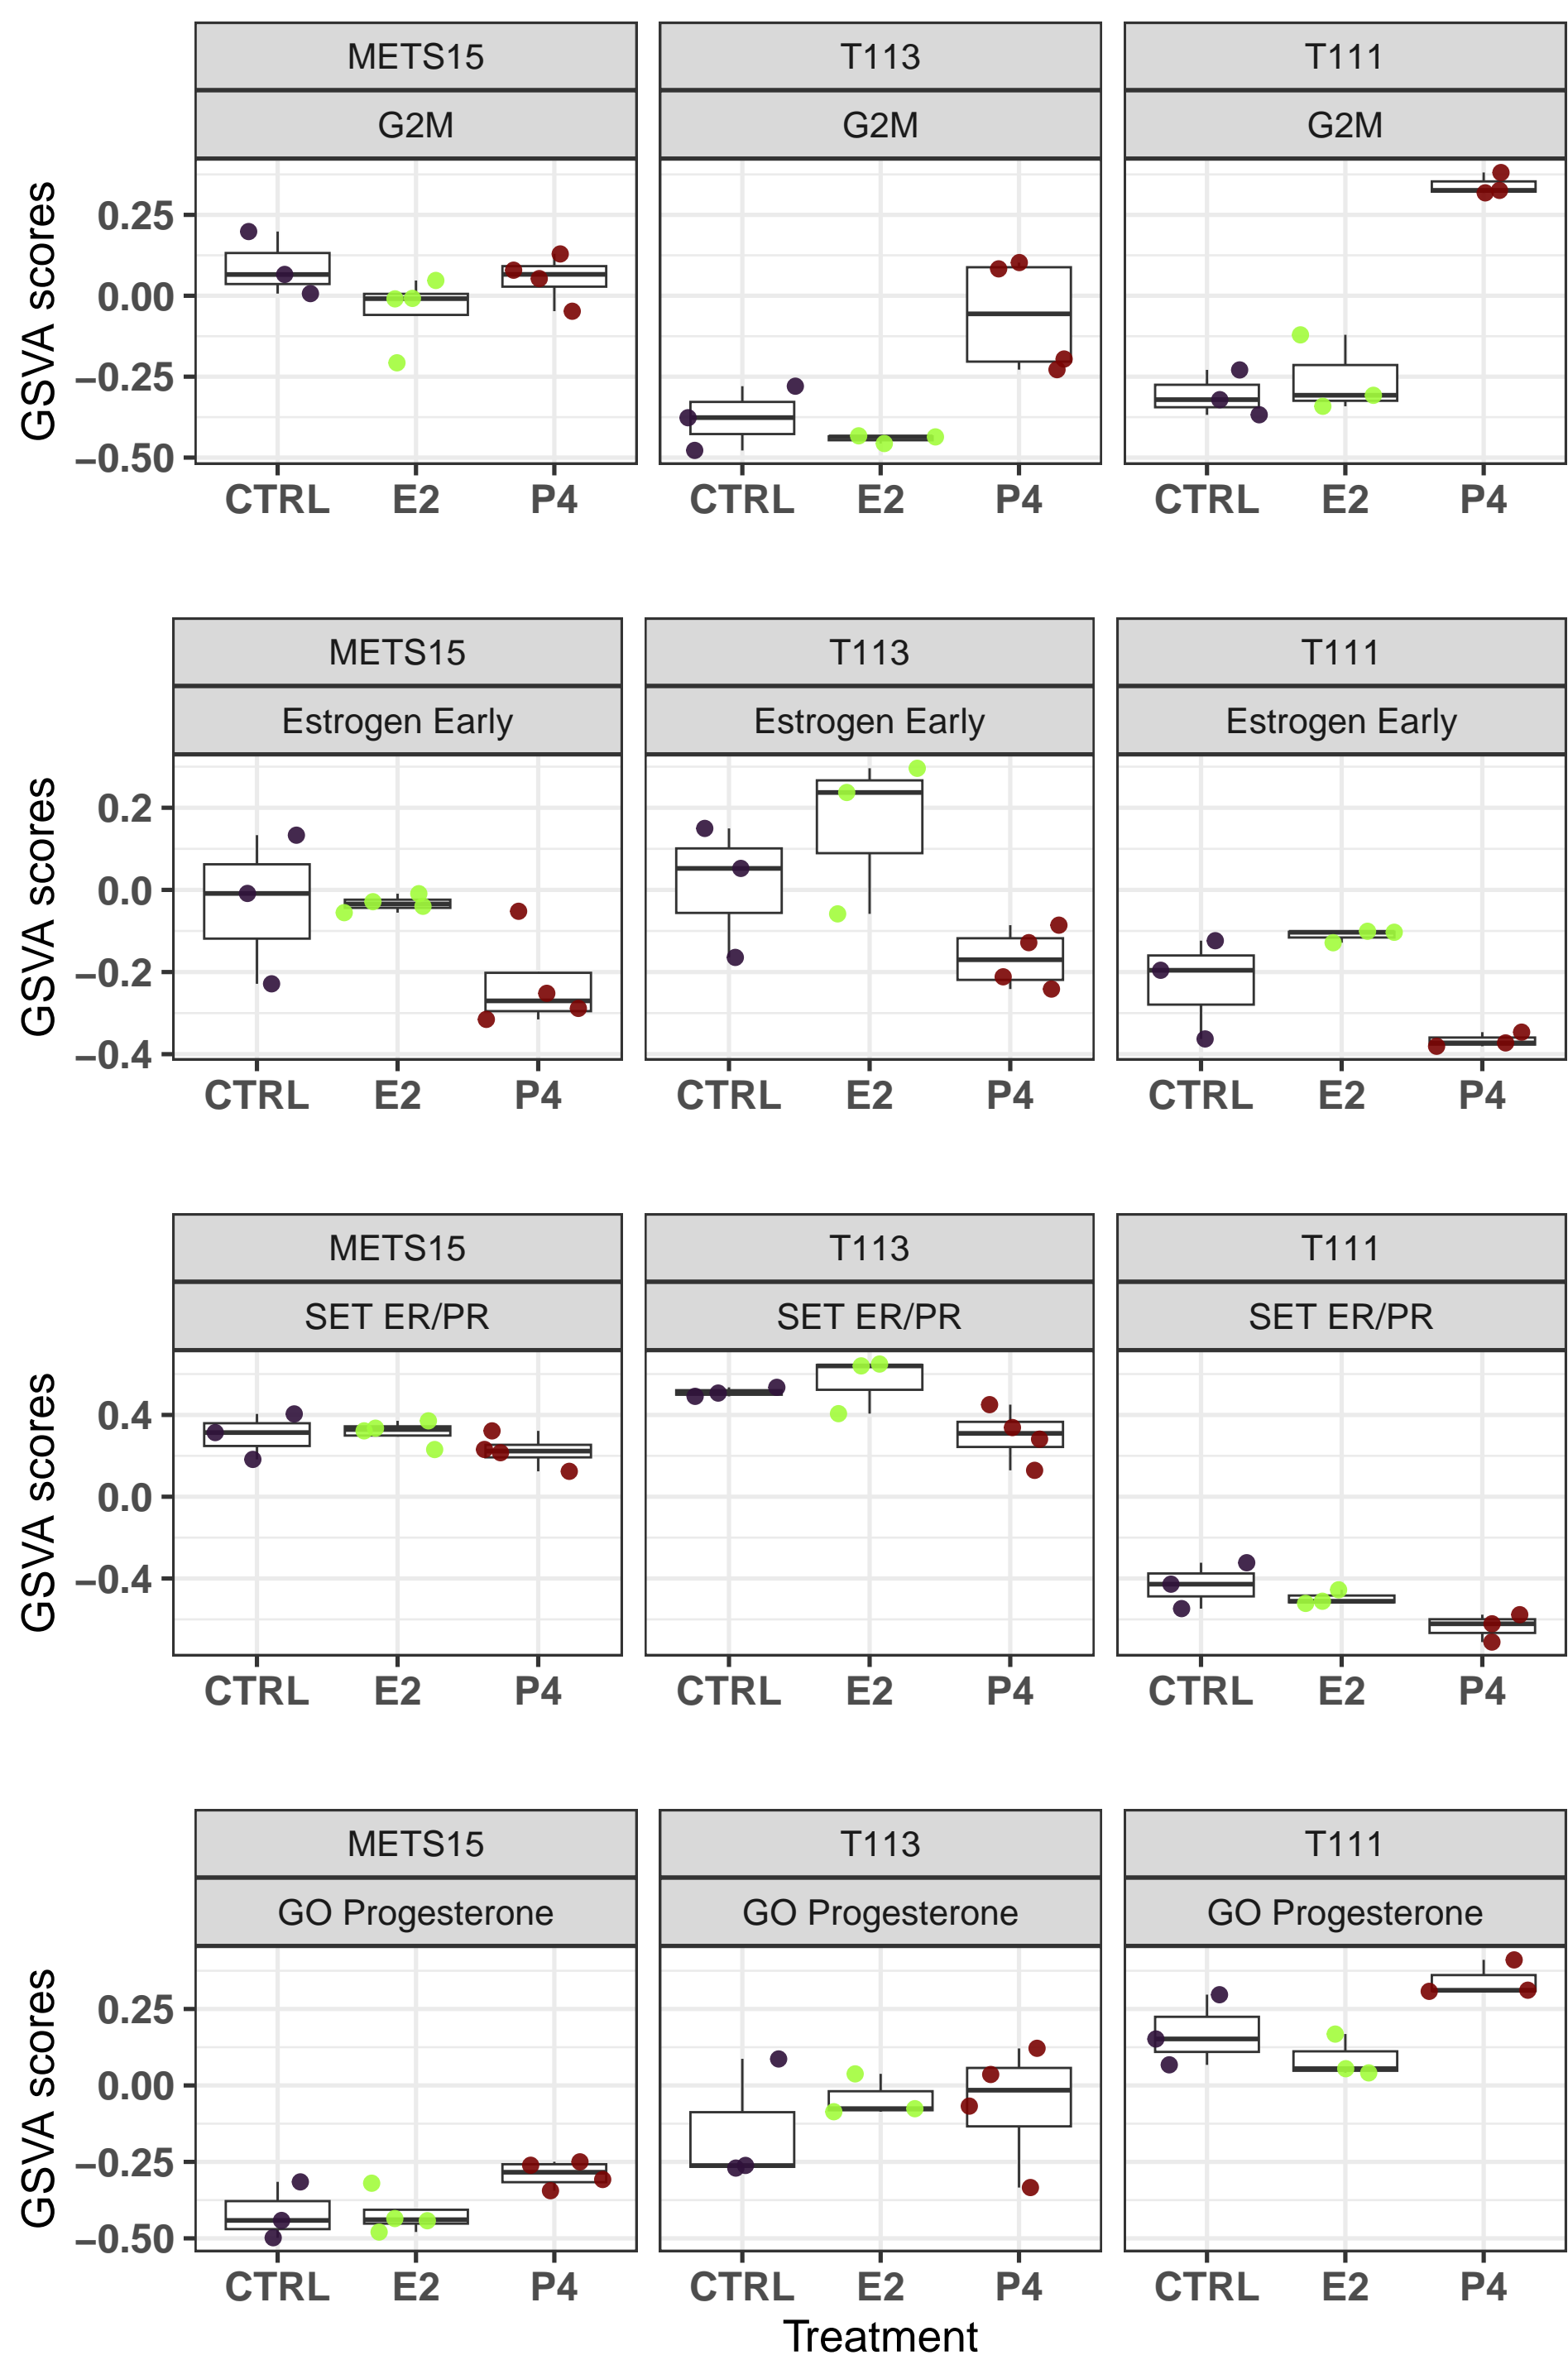 METS15 T113 T111
G2M G2M G2M
GSVA scores
0.25
0.00
−0.25
−0.50
CTRL E2 P4 CTRL E2 P4 CTRL E2 P4
METS15 T113 T111
Estrogen Early Estrogen Early Estrogen Early
GSVA scores
0.2
0.0
−0.2
−0.4
CTRL E2 P4 CTRL E2 P4 CTRL E2 P4
METS15 T113 T111
SET ER/PR SET ER/PR SET ER/PR
GSVA scores
0.4
0.0
−0.4
CTRL E2 P4 CTRL E2 P4 CTRL E2 P4
METS15 T113 T111
GO Progesterone GO Progesterone GO Progesterone
GSVA scores
0.25
0.00
−0.25
−0.50
CTRL E2 P4 CTRL E2 P4 CTRL E2 P4
Treatment